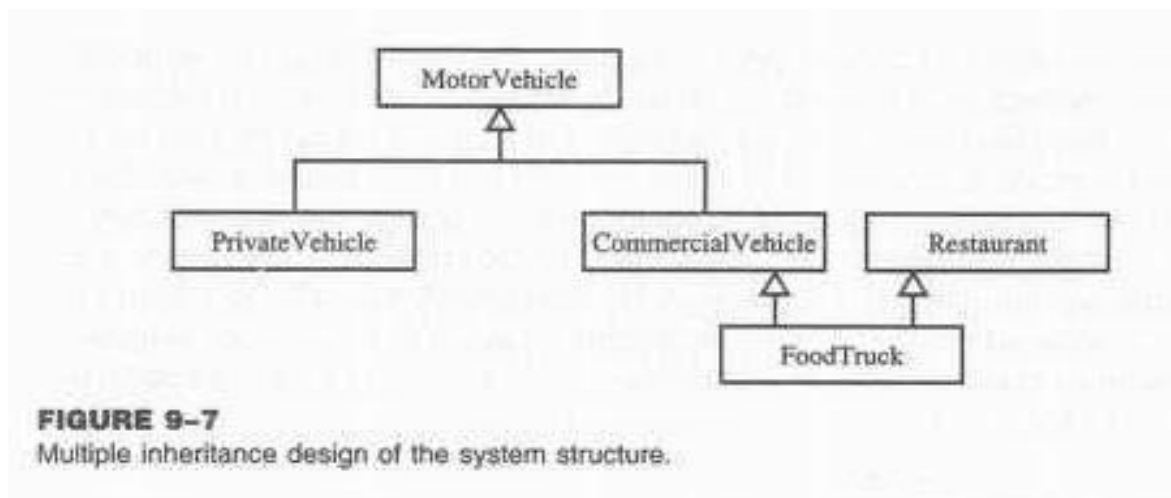 MotorVehicle
PrivateVehicle
CommercialVehicle
Restaurant
FoodTruck
FIGURE 9–7
Multiple inheritance design of the system structure.